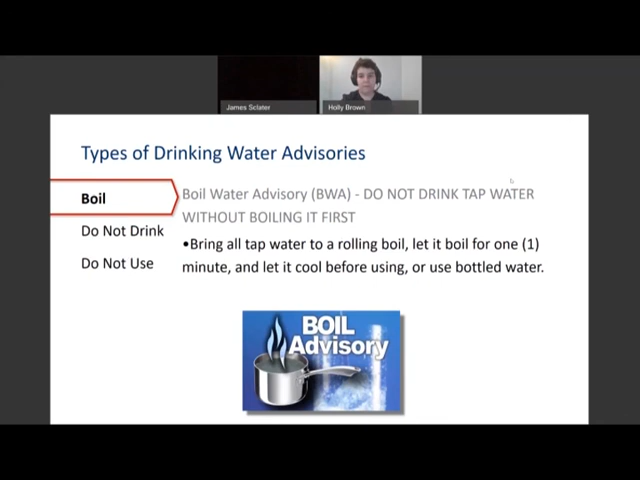 James Sclater
Holly Brown
Types of Drinking Water Advisories
Boil
Do Not Drink
Do Not Use
Boil Water Advisory (BWA) - DO NOT DRINK TAP WATER
WITHOUT BOILING IT FIRST
•Bring all tap water to a rolling boil, let it boil for one (1)
minute, and let it cool before using, or use bottled water.
BOIL
Advisory